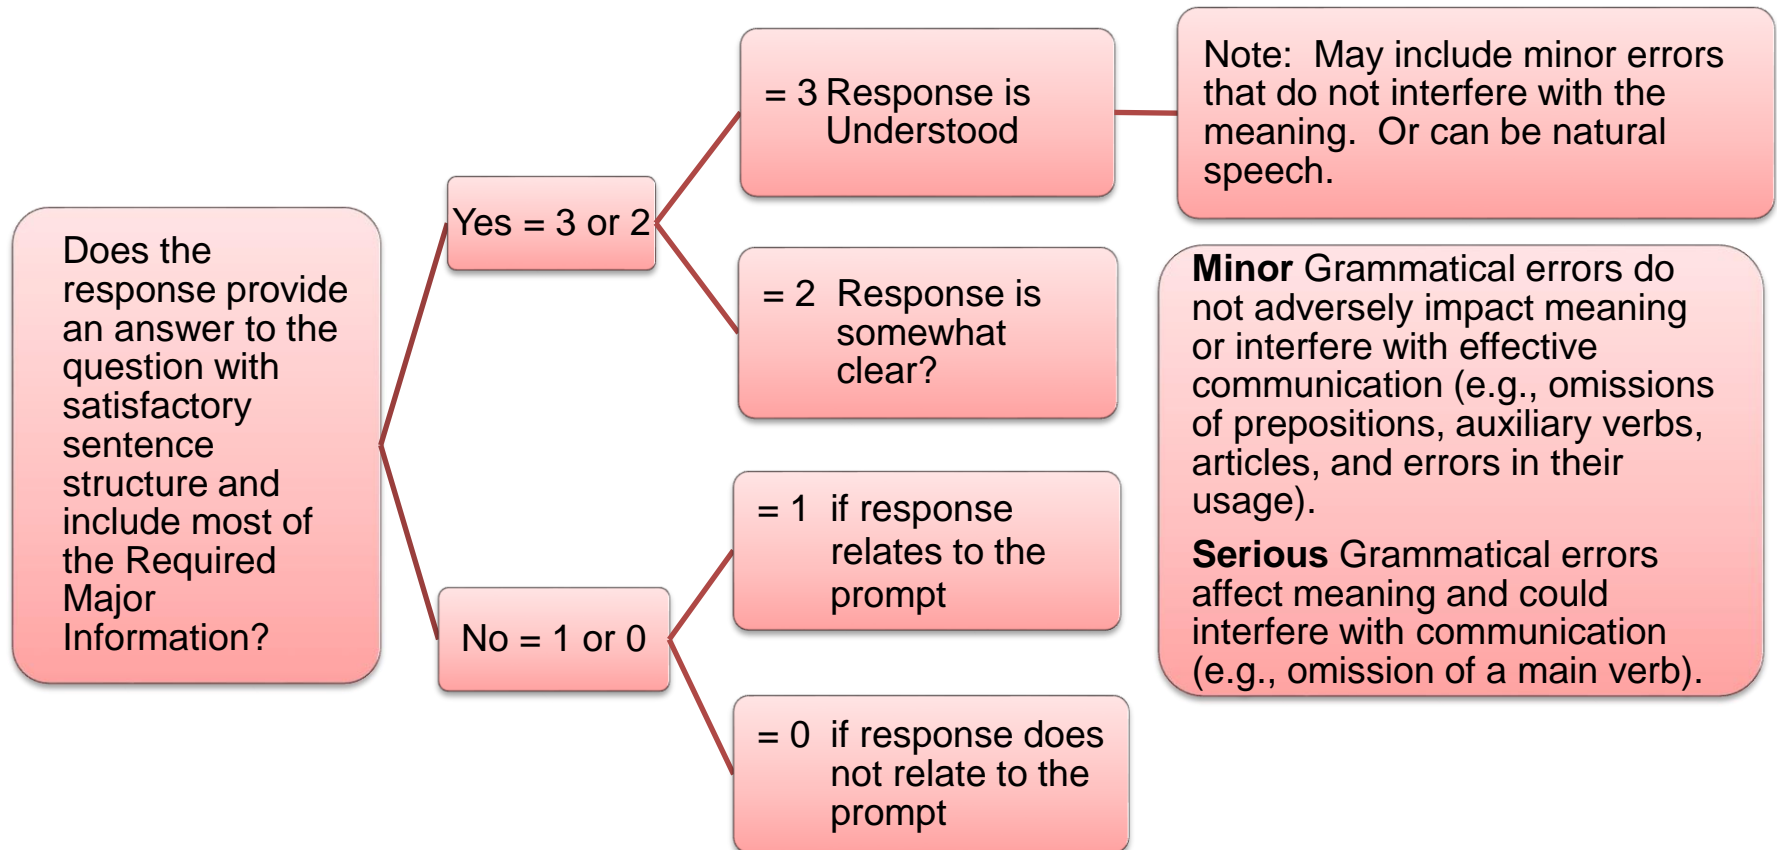 Does the
response provide
an answer to the
question with
satisfactory
sentence
structure and
include most of
the Required
Major
Information?
Yes = 3 or 2
= 3 Response is
Understood
Note:  May include minor errors
that do not interfere with the
meaning.  Or can be natural
speech.
= 2  Response is
somewhat
clear?
No = 1 or 0
= 1  if response
relates to the
prompt
= 0  if response does
not relate to the
prompt
Minor Grammatical errors do
not adversely impact meaning
or interfere with effective
communication (e.g., omissions
of prepositions, auxiliary verbs,
articles, and errors in their
usage).
Serious Grammatical errors
affect meaning and could
interfere with communication
(e.g., omission of a main verb).